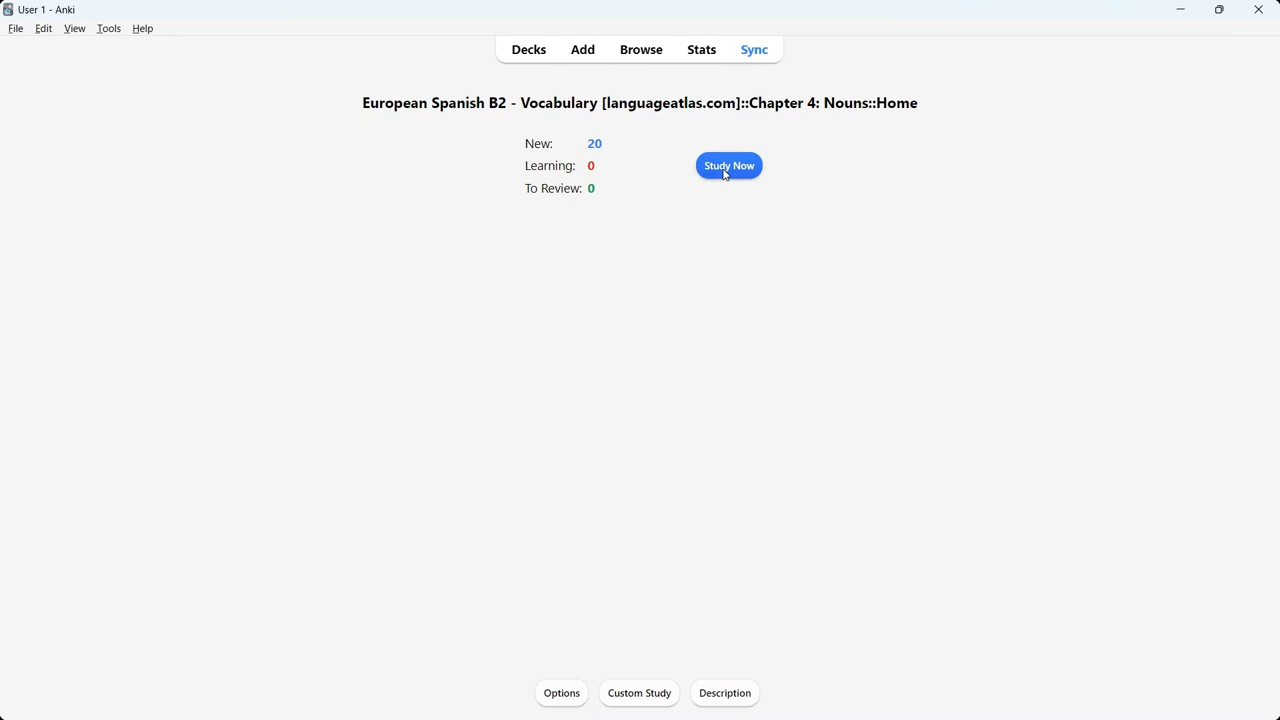 User 1 - Anki
File Edit View Tools Help
Decks Add Browse Stats Sync
European Spanish B2 - Vocabulary [languageatlas.com]::Chapter 4: Nouns::Home
New: 20
Learning: 0
Study Now
To Review: 0
Options Custom Study Description